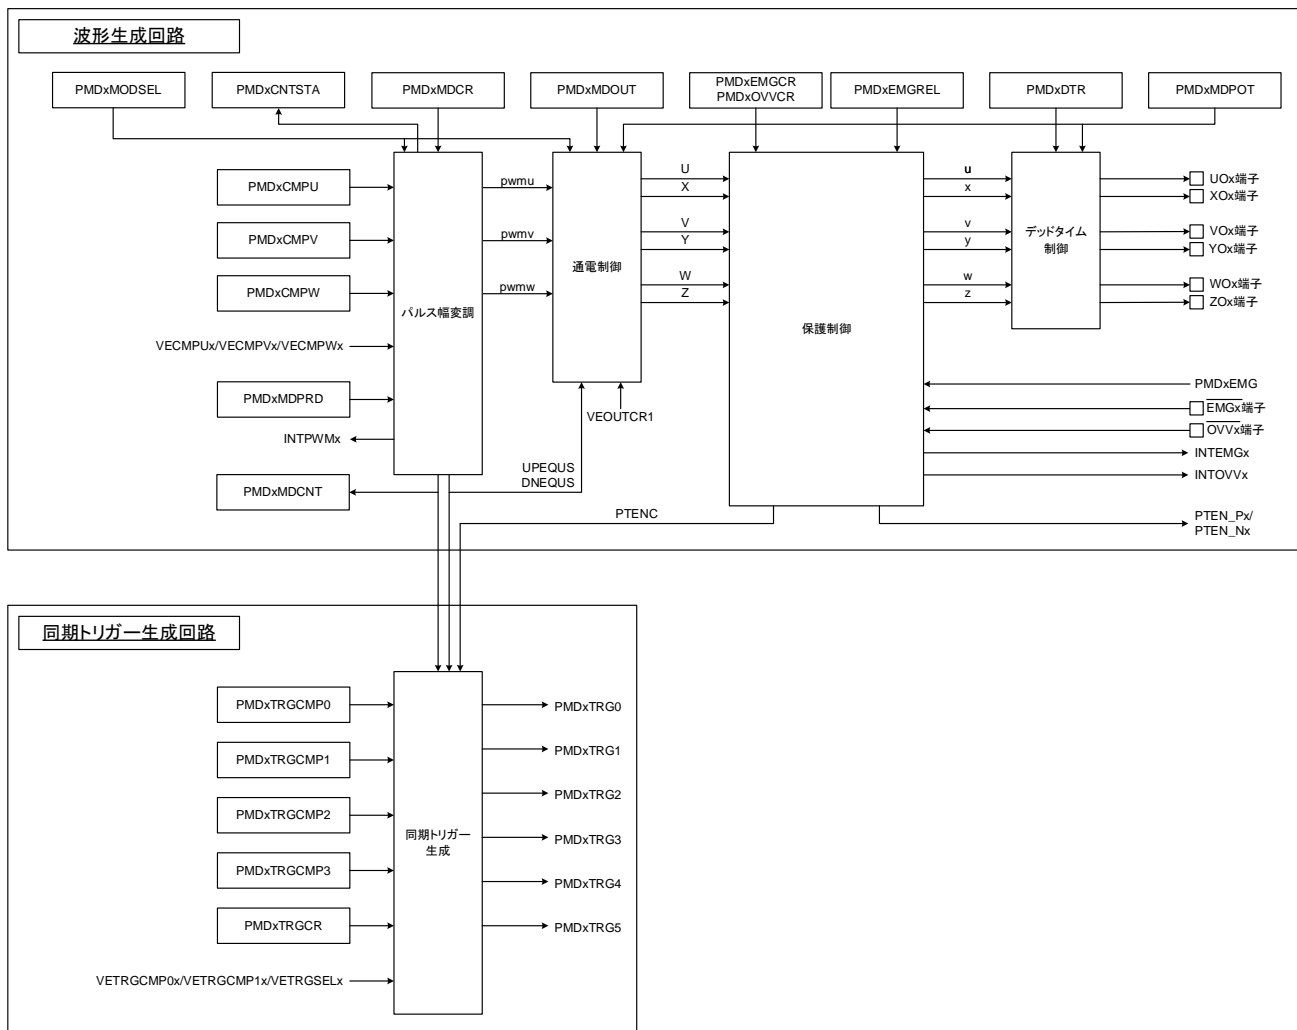 波形生成回路
PMDxMODSEL
PMDxCNTSTA
PMDxMDCR
PMDxMDOUT
PMDxEMGCR
PMDxOVVCR
PMDxEMGREL
PMDxDTR
PMDxMDPOT
PMDxCMPU
PMDxCMPV
PMDxCMPW
VECMPUx/VECMPVx/VECMPWx
PMDxMDPRD
INTPWMx
PMDxMDCNT
パルス幅変調
pwmu
pwmv
pwmw
通電制御
VEOUTCR1
UPEQUS
DNEQUS
PTENC
U
X
V
Y
W
Z
保護制御
u
x
v
y
w
z
デッドタイム
制御
UOx端子
XOx端子
VOx端子
YOx端子
WOx端子
ZOx端子
PMDxEMG
EMGx端子
OVVx端子
INTEMGx
INTOVVx
PTEN_Px/
PTEN_Nx
同期トリガー生成回路
PMDxTRGCMP0
PMDxTRGCMP1
PMDxTRGCMP2
PMDxTRGCMP3
PMDxTRGCR
VETRGCMP0x/VETRGCMP1x/VETRGSELx
同期トリガー
生成
PMDxTRG0
PMDxTRG1
PMDxTRG2
PMDxTRG3
PMDxTRG4
PMDxTRG5